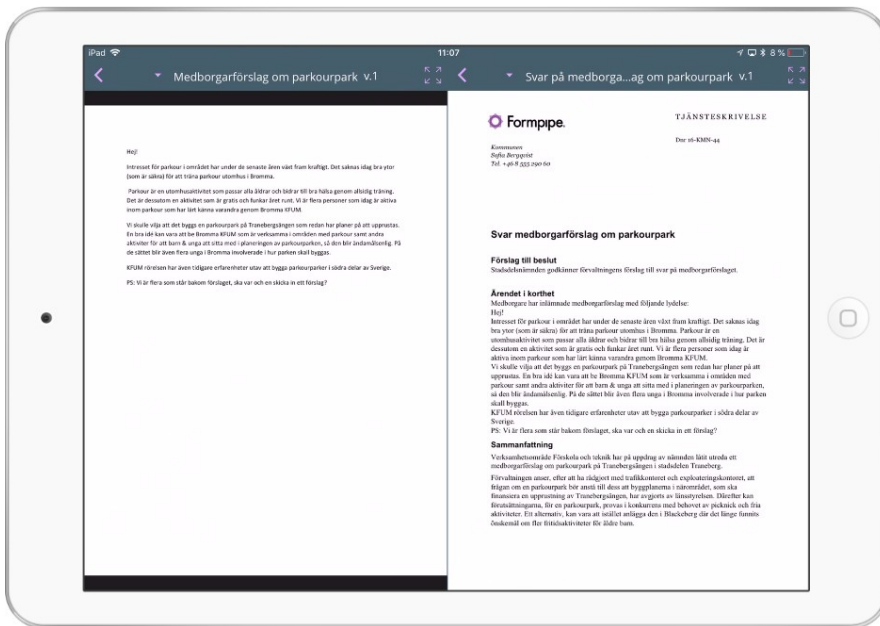 iPad
11:07
8 %
Medborgarförslag om parkourpark v.1
Svar på medborga...ag om parkourpark v.1
Hej!
Intresset för parkour i området har under de senaste åren växt fram kraftigt. Det saknas idag bra ytor
(som är säkra) för att träna parkour utomhus i Bromma.
Parkour är en utomhusaktivitet som passar alla åldrar och bidrar till bra hälsa genom allsidig träning.
Det är dessutom en aktivitet som är gratis och funkar året runt. Vi är flera personer som idag är aktiva
inom parkour som har lärt känna varandra genom Bromma KFUM.
Vi skulle vilja att det byggs en parkourpark på Tranebergsängen som redan har planer på att upprustas.
En bra idé kan vara att be Bromma KFUM som är verksamma i områden med parkour samt andra
aktiviter för att barn & unga att sitta med i planeringen av parkourparken, så den blir ändamålsenlig. På
de sättet blir även flera unga i Bromma involverade i hur parken skall byggas.
KFUM rörelsen har även tidigare erfarenheter utav att bygga parkourparker i södra delar av Sverige.
PS: Vi är flera som står bakom förslaget, ska var och en skicka in ett förslag?
Formpipe.
TJÄNSTESKRIVELSE
Dnr 16-KMN-44
Kommunen
Sofia Bergqvist
Tel. +46 8 555 290 60
Svar medborgarförslag om parkourpark
Förslag till beslut
Stadsdelsnämnden godkänner förvaltningens förslag till svar på medborgarförslaget.
Ärendet i korthet
Medborgare har inlämnade medborgarförslag med följande lydelse:
Hej!
Intresset för parkour i området har under de senaste åren växt fram kraftigt. Det saknas idag
bra ytor (som är säkra) för att träna parkour utomhus i Bromma. Parkour är en
utomhusaktivitet som passar alla åldrar och bidrar till bra hälsa genom allsidig träning. Det är
dessutom en aktivitet som är gratis och funkar året runt. Vi är flera personer som idag är
aktiva inom parkour som har lärt känna varandra genom Bromma KFUM.
Vi skulle vilja att det byggs en parkourpark på Tranebergsängen som redan har planer på att
upprustas. En bra idé kan vara att be Bromma KFUM som är verksamma i områden med
parkour samt andra aktiviter för att barn & unga att sitta med i planeringen av parkourparken,
så den blir ändamålsenlig. På de sättet blir även flera unga i Bromma involverade i hur parken
skall byggas.
KFUM rörelsen har även tidigare erfarenheter utav att bygga parkourparker i södra delar av
Sverige.
PS: Vi är flera som står bakom förslaget, ska var och en skicka in ett förslag?
Sammanfattning
Verksamhetsområde Förskola och teknik har på uppdrag av nämnden låtit utreda ett
medborgarförslag om parkourpark på Tranebergsängen i stadsdelen Traneberg.
Förvaltningen anser, efter att ha rådgjort med trafikkontoret och exploateringskontoret, att
frågan om en parkourpark bör anstå till dess att byggplanerna i närområdet, som ska
finansiera en upprustning av Tranebergsängen, har avgjorts av länsstyrelsen. Därefter kan
förutsättningarna, för en parkourpark, prövas i konkurrens med behovet av picknick och fria
aktiviteter. Ett alternativ, kan vara att istället anlägga den i Blackeberg där det länge funnits
önskemål om fler fritidsaktiviteter för äldre barn.